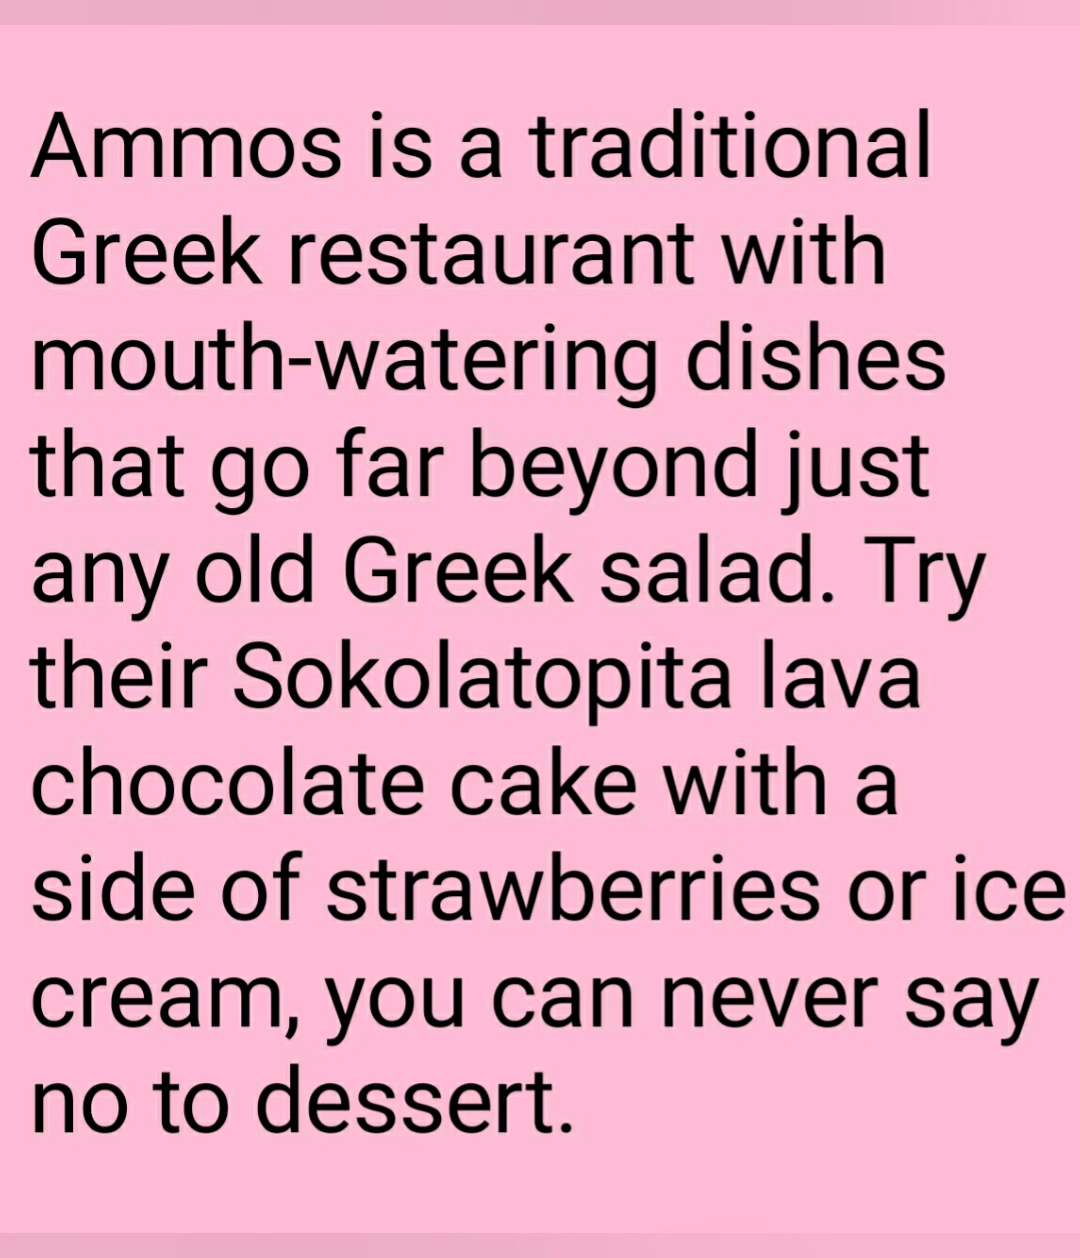 Ammos is a traditional
Greek restaurant with
mouth-watering dishes
that go far beyond just
any old Greek salad. Try
their Sokolatopita lava
chocolate cake with a
side of strawberries or ice
cream, you can never say
no to dessert.